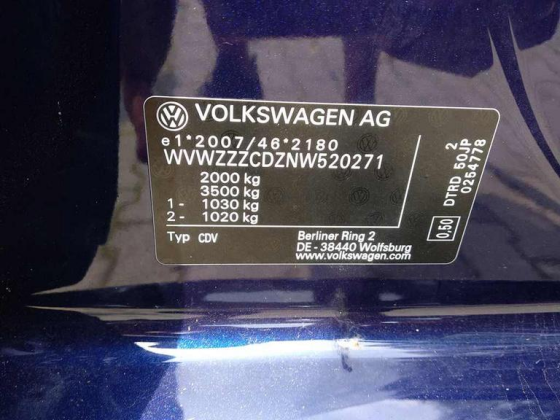 VOLKSWAGEN AG
e1*2007/46*2180
WVWZZZCDZNW520271
2000 kg
3500 kg
1- 1030 kg
2- 1020 kg
Typ CDV
Berliner Ring 2
DE - 38440 Wolfsburg
www.volkswagen.com
0,50
DTRD 50JP 2
0254778